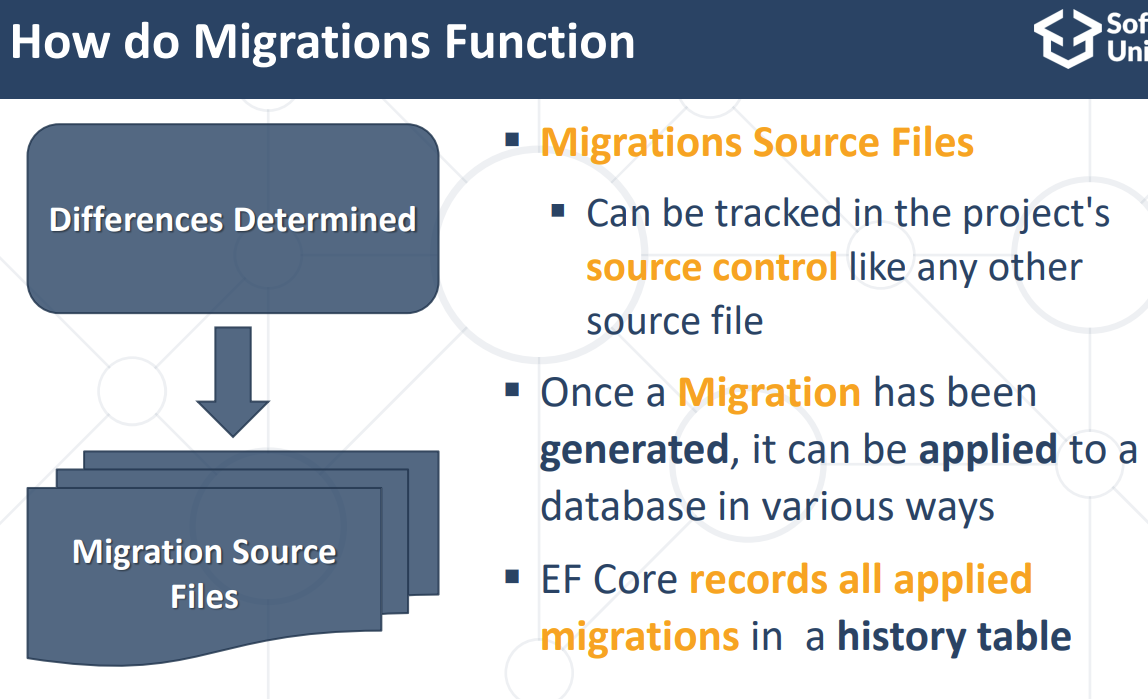 How do Migrations Function
Sof
Uni
Differences Determined
Migration Source
Files
▪ Migrations Source Files
▪ Can be tracked in the project's
source control like any other
source file
▪ Once a Migration has been
generated, it can be applied to a
database in various ways
▪ EF Core records all applied
migrations in a history table